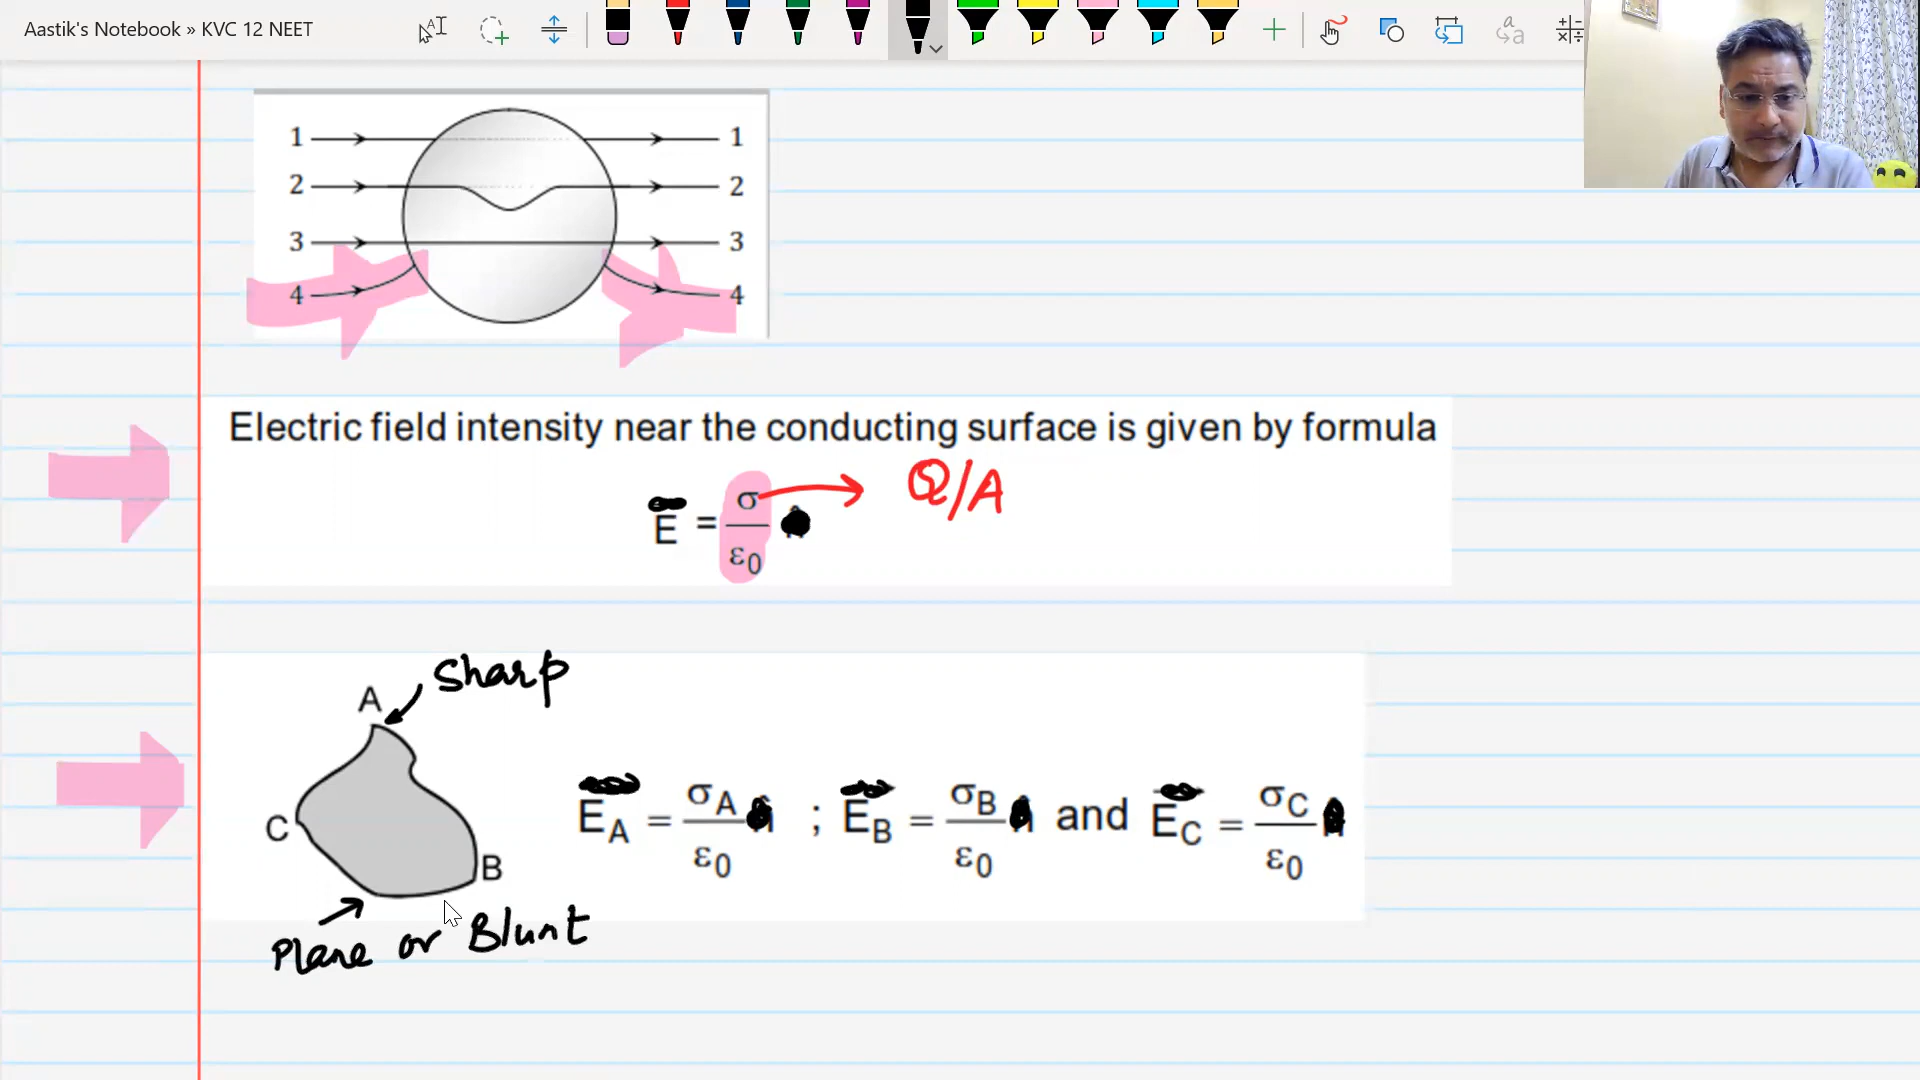 Aastik's Notebook » KVC 12 NEET
1 1
2 2
3 3
4 4
Electric field intensity near the conducting surface is given by formula
E = σ/ε0 → Q/A
Sharp
A
C
B
EA = σA/ε0 ; EB = σB/ε0 and EC = σC/ε0
Plane or Blunt